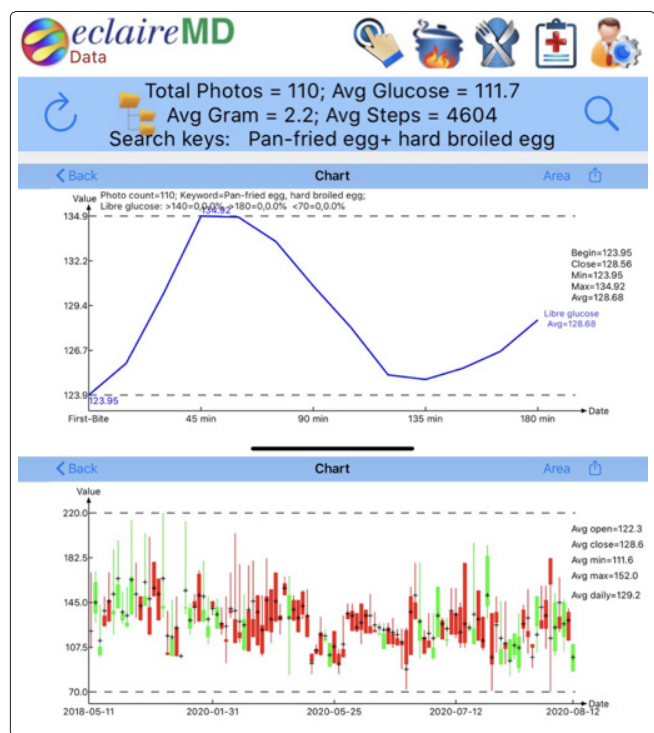 eclaireMD
Data
Total Photos = 110; Avg Glucose = 111.7
Avg Gram = 2.2; Avg Steps = 4604
Search keys: Pan-fried egg+ hard broiled egg
Back Chart Area
Value Photo count=110; Keyword=Pan-fried egg, hard broiled egg;
Libre glucose: >140=0,0.0% >180=0,0.0% <70=0,0.0%
134.9 134.92
132.2
129.4
126.7
123.9
123.95
Begin=123.95
Close=128.56
Min=123.95
Max=134.92
Avg=128.68
Libre glucose
Avg=128.68
First-Bite 45 min 90 min 135 min 180 min Date
Back Chart Area
Value
220.0
182.5
145.0
107.5
70.0
Avg open=122.3
Avg close=128.6
Avg min=111.6
Avg max=152.0
Avg daily=129.2
2018-05-11 2020-01-31 2020-05-25 2020-07-12 2020-08-12 Date